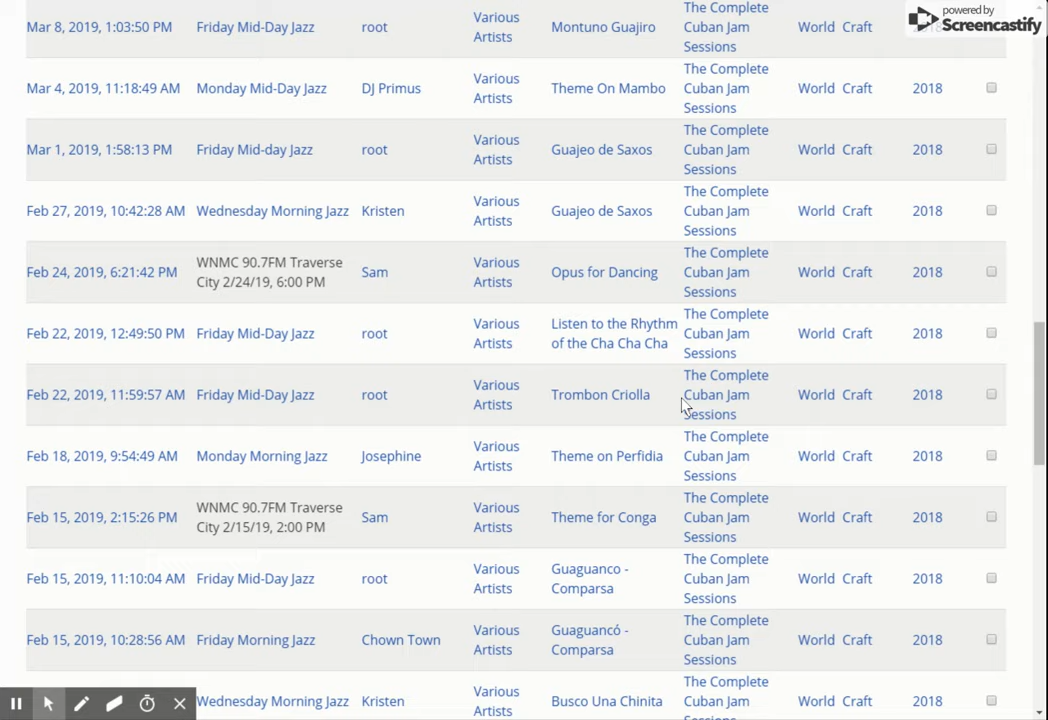 powered by
Screencastify
Mar 8, 2019, 1:03:50 PM Friday Mid-Day Jazz root Various Artists Montuno Guajiro The Complete Cuban Jam Sessions World Craft
Mar 4, 2019, 11:18:49 AM Monday Mid-Day Jazz DJ Primus Various Artists Theme On Mambo The Complete Cuban Jam Sessions World Craft 2018
Mar 1, 2019, 1:58:13 PM Friday Mid-day Jazz root Various Artists Guajeo de Saxos The Complete Cuban Jam Sessions World Craft 2018
Feb 27, 2019, 10:42:28 AM Wednesday Morning Jazz Kristen Various Artists Guajeo de Saxos The Complete Cuban Jam Sessions World Craft 2018
Feb 24, 2019, 6:21:42 PM WNMC 90.7FM Traverse City 2/24/19, 6:00 PM Sam Various Artists Opus for Dancing The Complete Cuban Jam Sessions World Craft 2018
Feb 22, 2019, 12:49:50 PM Friday Mid-Day Jazz root Various Artists Listen to the Rhythm of the Cha Cha Cha The Complete Cuban Jam Sessions World Craft 2018
Feb 22, 2019, 11:59:57 AM Friday Mid-Day Jazz root Various Artists Trombon Criolla The Complete Cuban Jam Sessions World Craft 2018
Feb 18, 2019, 9:54:49 AM Monday Morning Jazz Josephine Various Artists Theme on Perfidia The Complete Cuban Jam Sessions World Craft 2018
Feb 15, 2019, 2:15:26 PM WNMC 90.7FM Traverse City 2/15/19, 2:00 PM Sam Various Artists Theme for Conga The Complete Cuban Jam Sessions World Craft 2018
Feb 15, 2019, 11:10:04 AM Friday Mid-Day Jazz root Various Artists Guaguanco - Comparsa The Complete Cuban Jam Sessions World Craft 2018
Feb 15, 2019, 10:28:56 AM Friday Morning Jazz Chown Town Various Artists Guaguancó - Comparsa The Complete Cuban Jam Sessions World Craft 2018
Wednesday Morning Jazz Kristen Various Artists Busco Una Chinita The Complete Cuban Jam World Craft 2018